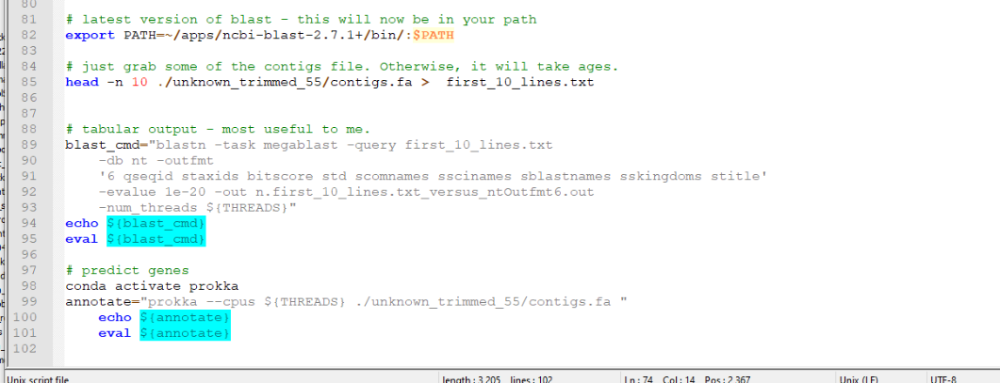 80
81 # latest version of blast - this will now be in your path
82 export PATH=~/apps/ncbi-blast-2.7.1+/bin/:$PATH
83
84 # just grab some of the contigs file. Otherwise, it will take ages.
85 head -n 10 ./unknown_trimmed_55/contigs.fa >  first_10_lines.txt
86
87
88 # tabular output - most useful to me.
89 blast_cmd="blastn -task megablast -query first_10_lines.txt
90     -db nt -outfmt
91     '6 qseqid staxids bitscore std scomnames sscinames sblastnames sskingdoms stitle'
92     -evalue 1e-20 -out n.first_10_lines.txt_versus_ntOutfmt6.out
93     -num_threads ${THREADS}"
94 echo ${blast_cmd}
95 eval ${blast_cmd}
96
97 # predict genes
98 conda activate prokka
99 annotate="prokka --cpus ${THREADS} ./unknown_trimmed_55/contigs.fa "
100     echo ${annotate}
101     eval ${annotate}
102
Unix script file length : 3,205 lines : 102 Ln : 74 Col : 14 Pos : 2,367 Unix (LF) UTF-8